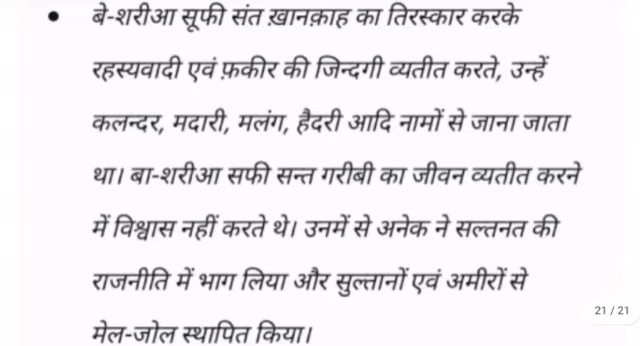 • बे-शरीआ सूफी संत ख़ानक़ाह का तिरस्कार करके
रहस्यवादी एवं फ़कीर की जिन्दगी व्यतीत करते, उन्हें
कलन्दर, मदारी, मलंग, हैदरी आदि नामों से जाना जाता
था। बा-शरीआ सफी सन्त गरीबी का जीवन व्यतीत करने
में विश्वास नहीं करते थे। उनमें से अनेक ने सल्तनत की
राजनीति में भाग लिया और सुल्तानों एवं अमीरों से
मेल-जोल स्थापित किया।
21 / 21